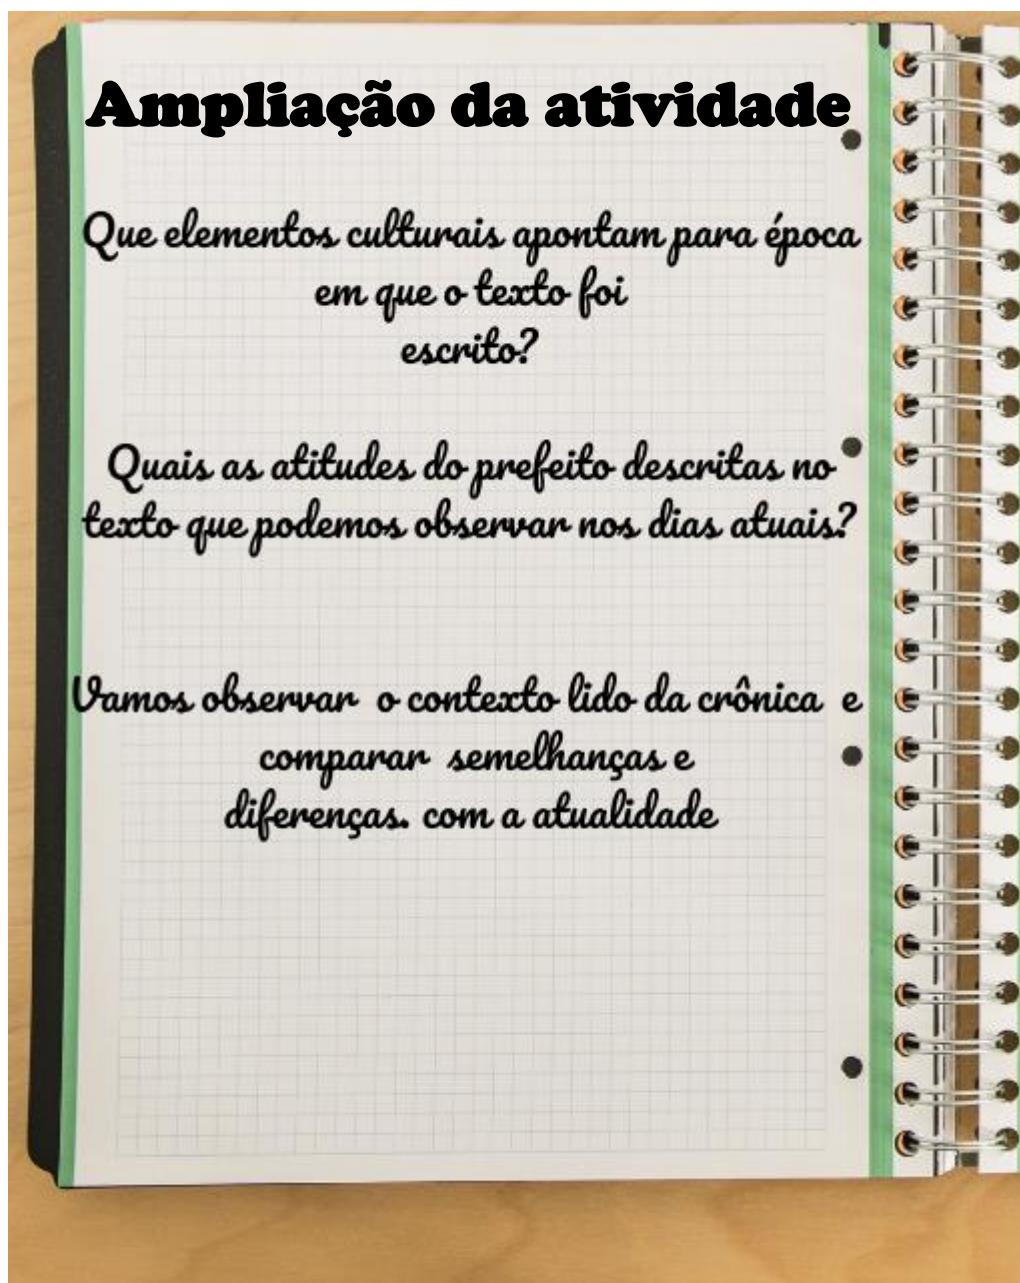 Ampliação da atividade
Que elementos culturais apontam para época
em que o texto foi
escrito?
Quais as atitudes do prefeito descritas no
texto que podemos observar nos dias atuais?
Vamos observar o contexto lido da crônica e
comparar semelhanças e
diferenças. com a atualidade